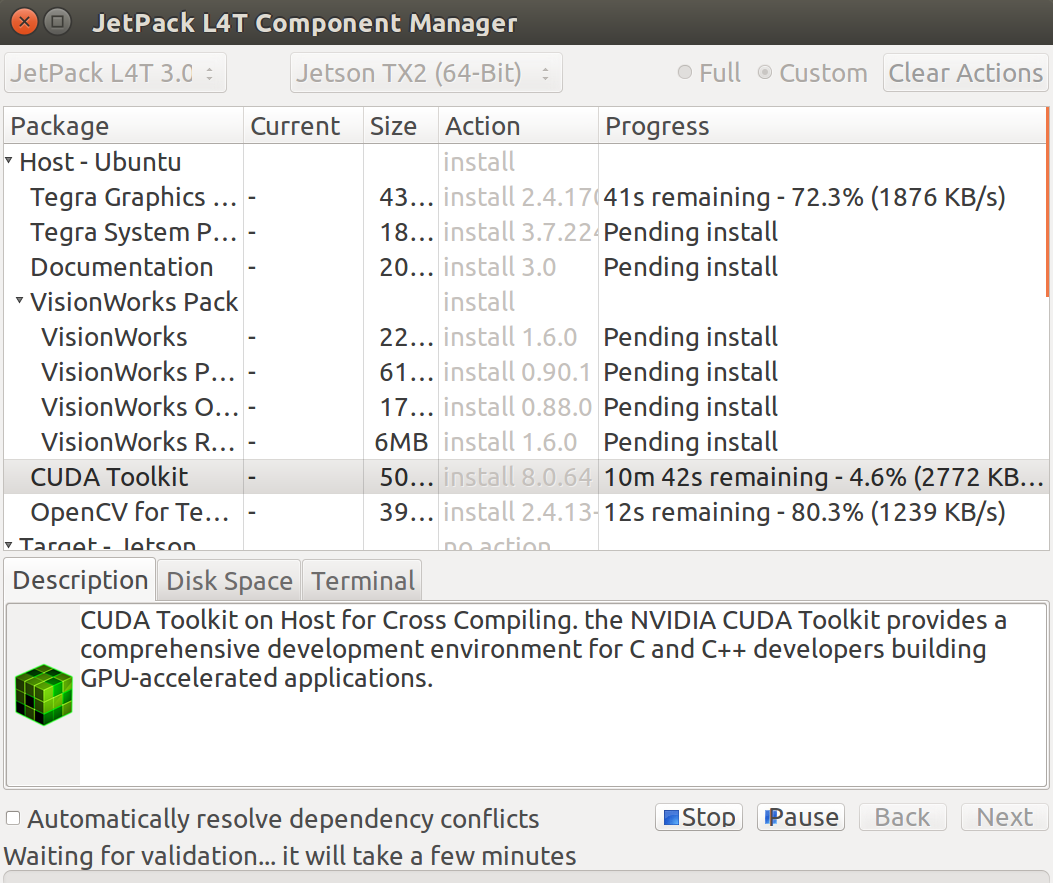 JetPack L4T Component Manager
JetPack L4T 3.0 Jetson TX2 (64-Bit) Full Custom Clear Actions
Package Current Size Action Progress
Host - Ubuntu install
Tegra Graphics ... - 43... install 2.4.170 41s remaining - 72.3% (1876 KB/s)
Tegra System P... - 18... install 3.7.224 Pending install
Documentation - 20... install 3.0 Pending install
VisionWorks Pack install
VisionWorks - 22... install 1.6.0 Pending install
VisionWorks P... - 61... install 0.90.1 Pending install
VisionWorks O... - 17... install 0.88.0 Pending install
VisionWorks R... - 6MB install 1.6.0 Pending install
CUDA Toolkit - 50... install 8.0.64 10m 42s remaining - 4.6% (2772 KB...
OpenCV for Te... - 39... install 2.4.13- 12s remaining - 80.3% (1239 KB/s)
Target - Jetson no action
Description Disk Space Terminal
CUDA Toolkit on Host for Cross Compiling. the NVIDIA CUDA Toolkit provides a
comprehensive development environment for C and C++ developers building
GPU-accelerated applications.
Automatically resolve dependency conflicts Stop Pause Back Next
Waiting for validation... it will take a few minutes